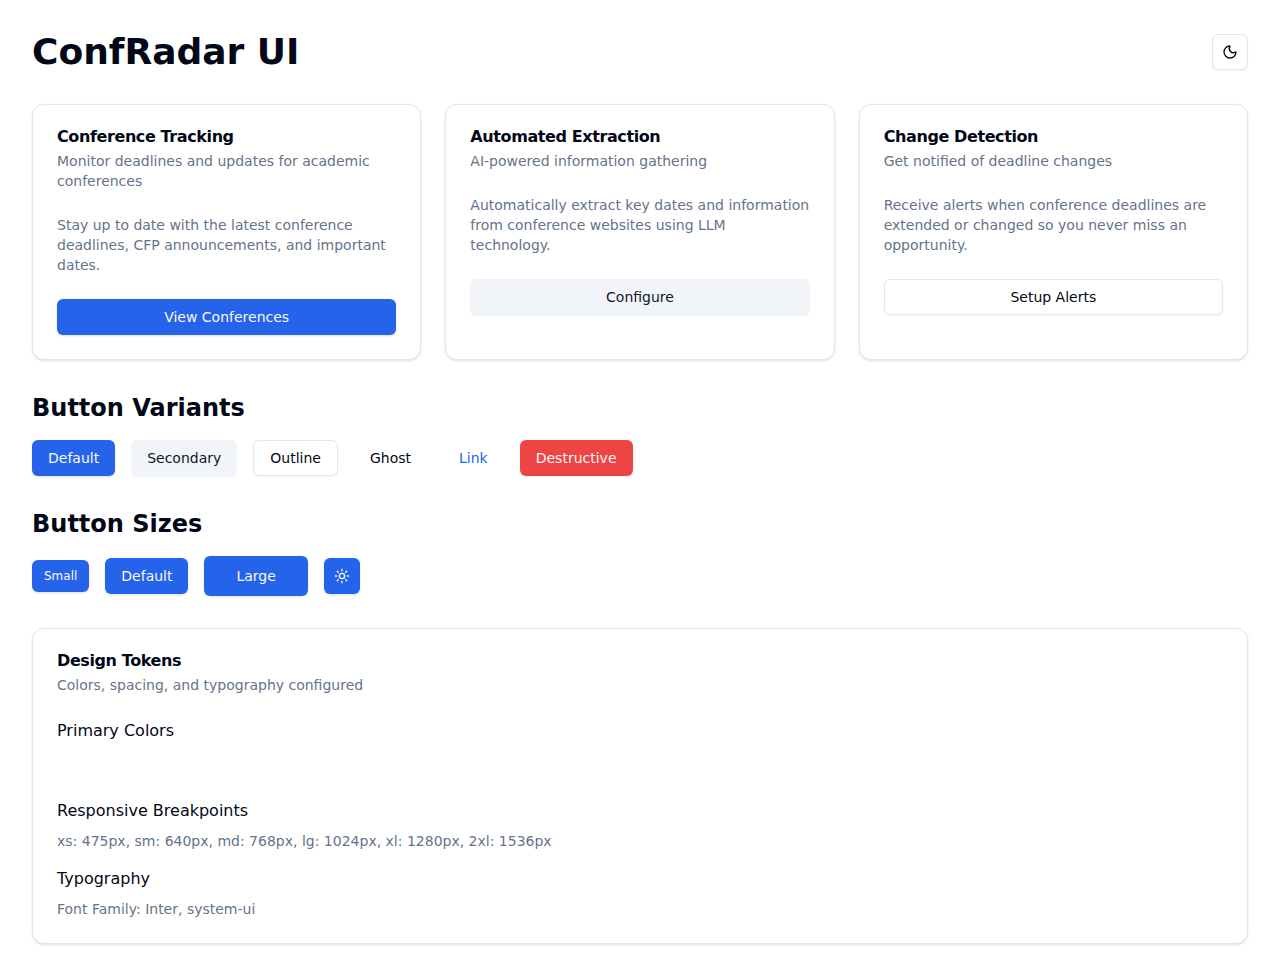 ConfRadar UI
Conference Tracking
Monitor deadlines and updates for academic
conferences
Stay up to date with the latest conference
deadlines, CFP announcements, and important
dates.
View Conferences
Automated Extraction
AI-powered information gathering
Automatically extract key dates and information
from conference websites using LLM
technology.
Configure
Change Detection
Get notified of deadline changes
Receive alerts when conference deadlines are
extended or changed so you never miss an
opportunity.
Setup Alerts
Button Variants
Default Secondary Outline Ghost Link Destructive
Button Sizes
Small Default Large
Design Tokens
Colors, spacing, and typography configured
Primary Colors
Responsive Breakpoints
xs: 475px, sm: 640px, md: 768px, lg: 1024px, xl: 1280px, 2xl: 1536px
Typography
Font Family: Inter, system-ui